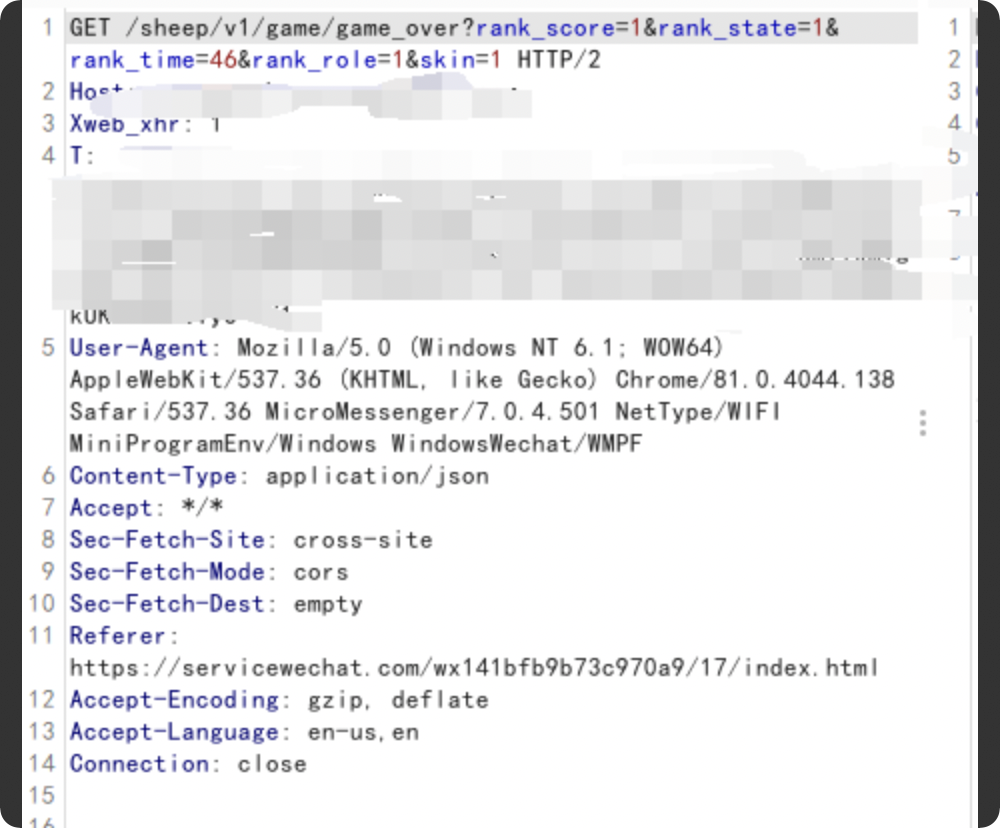 1 GET /sheep/v1/game/game_over?rank_score=1&rank_state=1&
rank_time=46&rank_role=1&skin=1 HTTP/2
2 Host
3 Xweb_xhr: 1
4 T:
5 User-Agent: Mozilla/5.0 (Windows NT 6.1; WOW64)
AppleWebKit/537.36 (KHTML, like Gecko) Chrome/81.0.4044.138
Safari/537.36 MicroMessenger/7.0.4.501 NetType/WIFI
MiniProgramEnv/Windows WindowsWechat/WMPF
6 Content-Type: application/json
7 Accept: */*
8 Sec-Fetch-Site: cross-site
9 Sec-Fetch-Mode: cors
10 Sec-Fetch-Dest: empty
11 Referer:
https://servicewechat.com/wx141bfb9b73c970a9/17/index.html
12 Accept-Encoding: gzip, deflate
13 Accept-Language: en-us,en
14 Connection: close
15
16
1
2
3
4
5
7